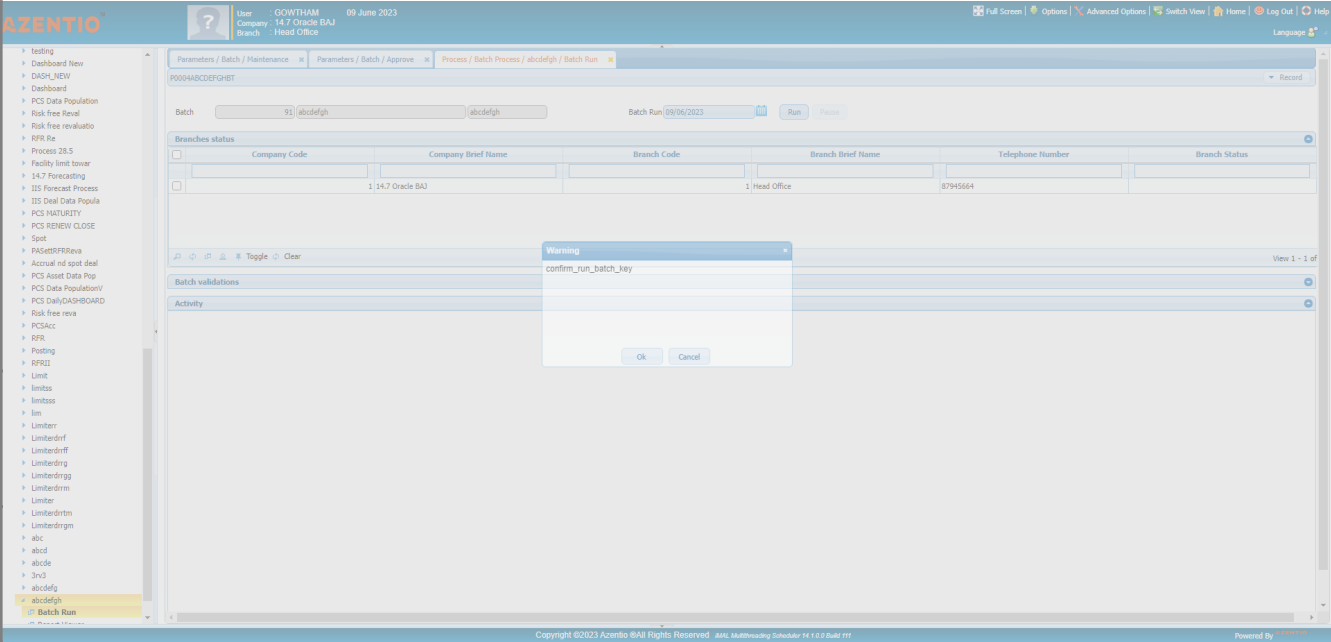 AZENTIO™
User : GOWTHAM 09 June 2023
Company : 14.7 Oracle BAJ
Branch : Head Office
Full Screen | Options | Advanced Options | Switch View | Home | Log Out | Help
Language
testing
Dashboard New
DASH_NEW
Dashboard
PCS Data Population
Risk free Reval
Risk free revaluatio
RFR Re
Process 28.5
Facility limit towar
14.7 Forecasting
IIS Forecast Process
IIS Deal Data Popula
PCS MATURITY
PCS RENEW CLOSE
Spot
PASettRFRReva
Accrual nd spot deal
PCS Asset Data Pop
PCS Data PopulationV
PCS DailyDASHBOARD
Risk free reva
PCSAcc
RFR
Posting
RFRII
Limit
limitss
limitsss
lim
Limiterr
Limiterdrrf
Limiterdrrff
Limiterdrrg
Limiterdrrgg
Limiterdrrm
Limiter
Limiterdrrtm
Limiterdrrgm
abc
abcd
abcde
3rv3
abcdefg
abcdefgh
Batch Run
Parameters / Batch / Maintenance
Parameters / Batch / Approve
Process / Batch Process / abcdefgh / Batch Run
P0004ABCDEFGHBT
Record
Batch 91 abcdefgh abcdefgh Batch Run 09/06/2023 Run Pause
Branches status
Company Code Company Brief Name Branch Code Branch Brief Name Telephone Number Branch Status
1 14.7 Oracle BAJ 1 Head Office 87945664
Toggle Clear
View 1 - 1 of
Warning
confirm_run_batch_key
Ok Cancel
Batch validations
Activity
Copyright ©2023 Azentio ®All Rights Reserved iMAL Multithreading Scheduler 14.1.0.0 Build 111
Powered By AZENTIO